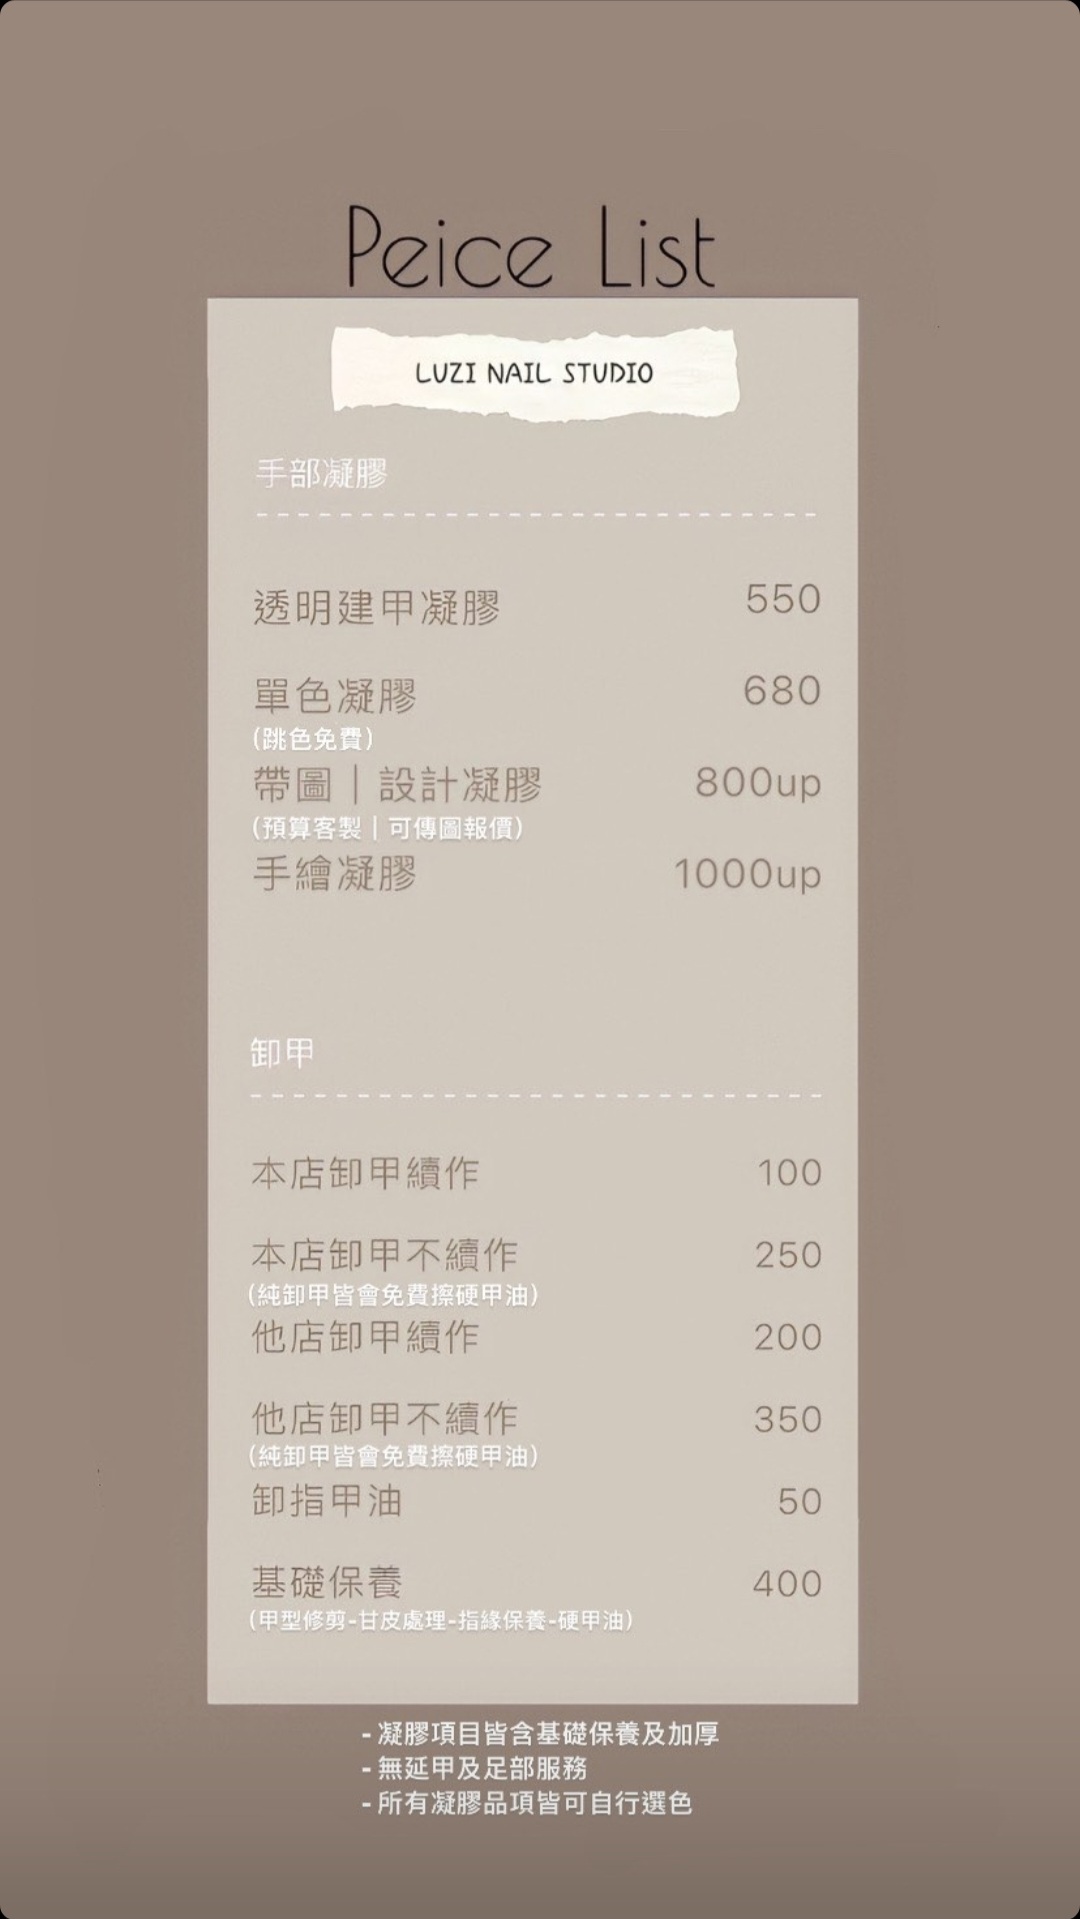 Peice List
LUZI NAIL STUDIO
手部凝膠
透明建甲凝膠 550
單色凝膠 680
(跳色免費)
帶圖｜設計凝膠 800up
(預算客製｜可傳圖報價)
手繪凝膠 1000up
卸甲
本店卸甲續作 100
本店卸甲不續作 250
(純卸甲皆會免費擦硬甲油)
他店卸甲續作 200
他店卸甲不續作 350
(純卸甲皆會免費擦硬甲油)
卸指甲油 50
基礎保養 400
(甲型修剪-甘皮處理-指緣保養-硬甲油)
- 凝膠項目皆含基礎保養及加厚
- 無延甲及足部服務
- 所有凝膠品項皆可自行選色